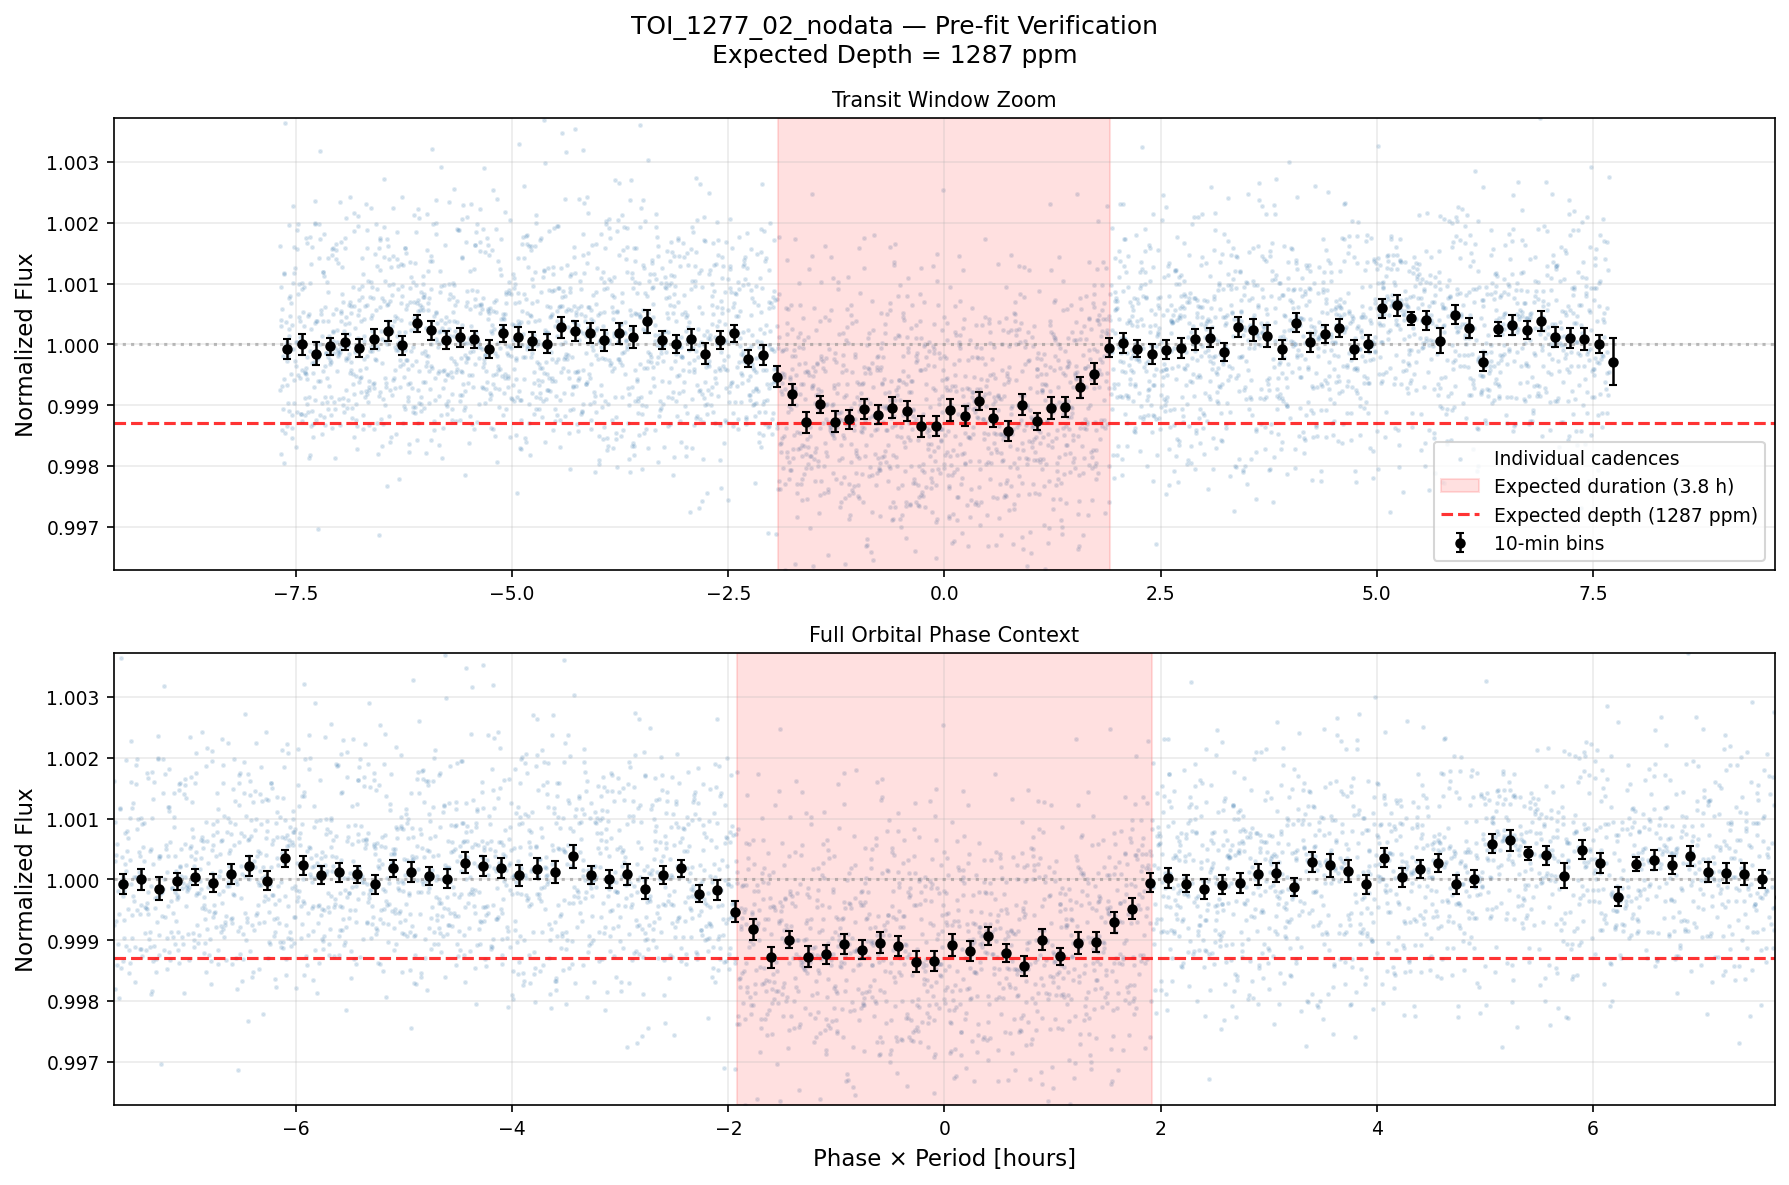 TOI_1277_02_nodata — Pre-fit Verification
Expected Depth = 1287 ppm
Transit Window Zoom
Normalized Flux
1.003
1.002
1.001
1.000
0.999
0.998
0.997
Individual cadences
Expected duration (3.8 h)
Expected depth (1287 ppm)
10-min bins
−7.5 −5.0 −2.5 0.0 2.5 5.0 7.5
Full Orbital Phase Context
Normalized Flux
1.003
1.002
1.001
1.000
0.999
0.998
0.997
−6 −4 −2 0 2 4 6
Phase × Period [hours]